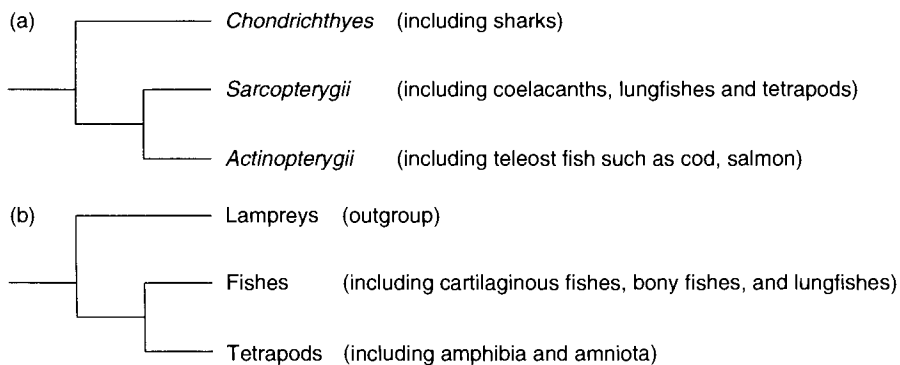 (a) Chondrichthyes (including sharks)
Sarcopterygii (including coelacanths, lungfishes and tetrapods)
Actinopterygii (including teleost fish such as cod, salmon)
(b) Lampreys (outgroup)
Fishes (including cartilaginous fishes, bony fishes, and lungfishes)
Tetrapods (including amphibia and amniota)